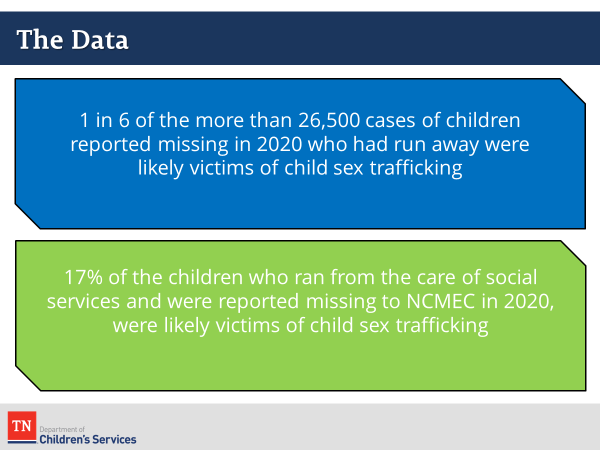 The Data
1 in 6 of the more than 26,500 cases of children
reported missing in 2020 who had run away were
likely victims of child sex trafficking
17% of the children who ran from the care of social
services and were reported missing to NCMEC in 2020,
were likely victims of child sex trafficking
TN
Department of
Children's Services